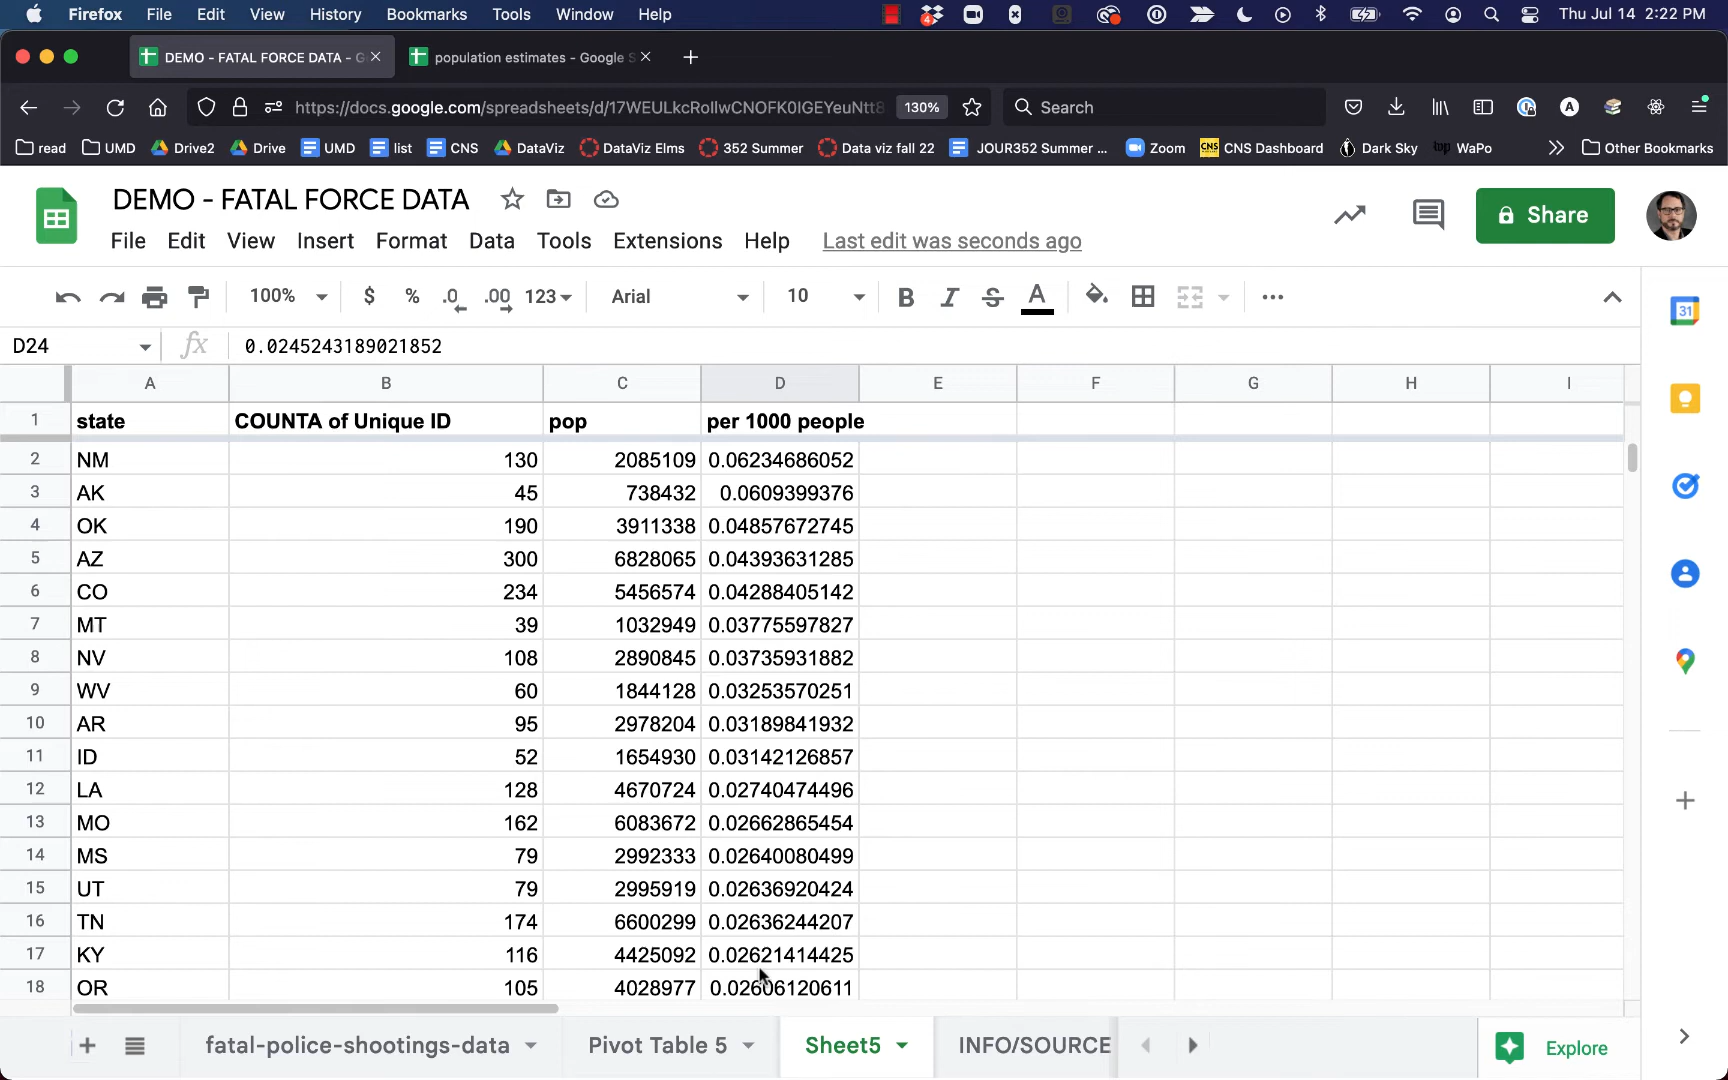 Firefox File Edit View History Bookmarks Tools Window Help 4 Thu Jul 14 2:22 PM
DEMO - FATAL FORCE DATA - G population estimates - Google S
https://docs.google.com/spreadsheets/d/17WEULkcRollwCNOFK0IGEYeuNtt8 130% Search
read UMD Drive2 Drive UMD list CNS DataViz DataViz Elms 352 Summer Data viz fall 22 JOUR352 Summer ... Zoom CNS CNS Dashboard Dark Sky top WaPo Other Bookmarks
DEMO - FATAL FORCE DATA Share
File Edit View Insert Format Data Tools Extensions Help Last edit was seconds ago
100% $ % .0 .00 123 Arial 10 B I S A 31
D24 fx 0.0245243189021852
A B C D E F G H I
1 state COUNTA of Unique ID pop per 1000 people
2 NM 130 2085109 0.06234686052
3 AK 45 738432 0.0609399376
4 OK 190 3911338 0.04857672745
5 AZ 300 6828065 0.04393631285
6 CO 234 5456574 0.04288405142
7 MT 39 1032949 0.03775597827
8 NV 108 2890845 0.03735931882
9 WV 60 1844128 0.03253570251
10 AR 95 2978204 0.03189841932
11 ID 52 1654930 0.03142126857
12 LA 128 4670724 0.02740474496
13 MO 162 6083672 0.02662865454
14 MS 79 2992333 0.02640080499
15 UT 79 2995919 0.02636920424
16 TN 174 6600299 0.02636244207
17 KY 116 4425092 0.02621414425
18 OR 105 4028977 0.02606120611
fatal-police-shootings-data Pivot Table 5 Sheet5 INFO/SOURCE Explore